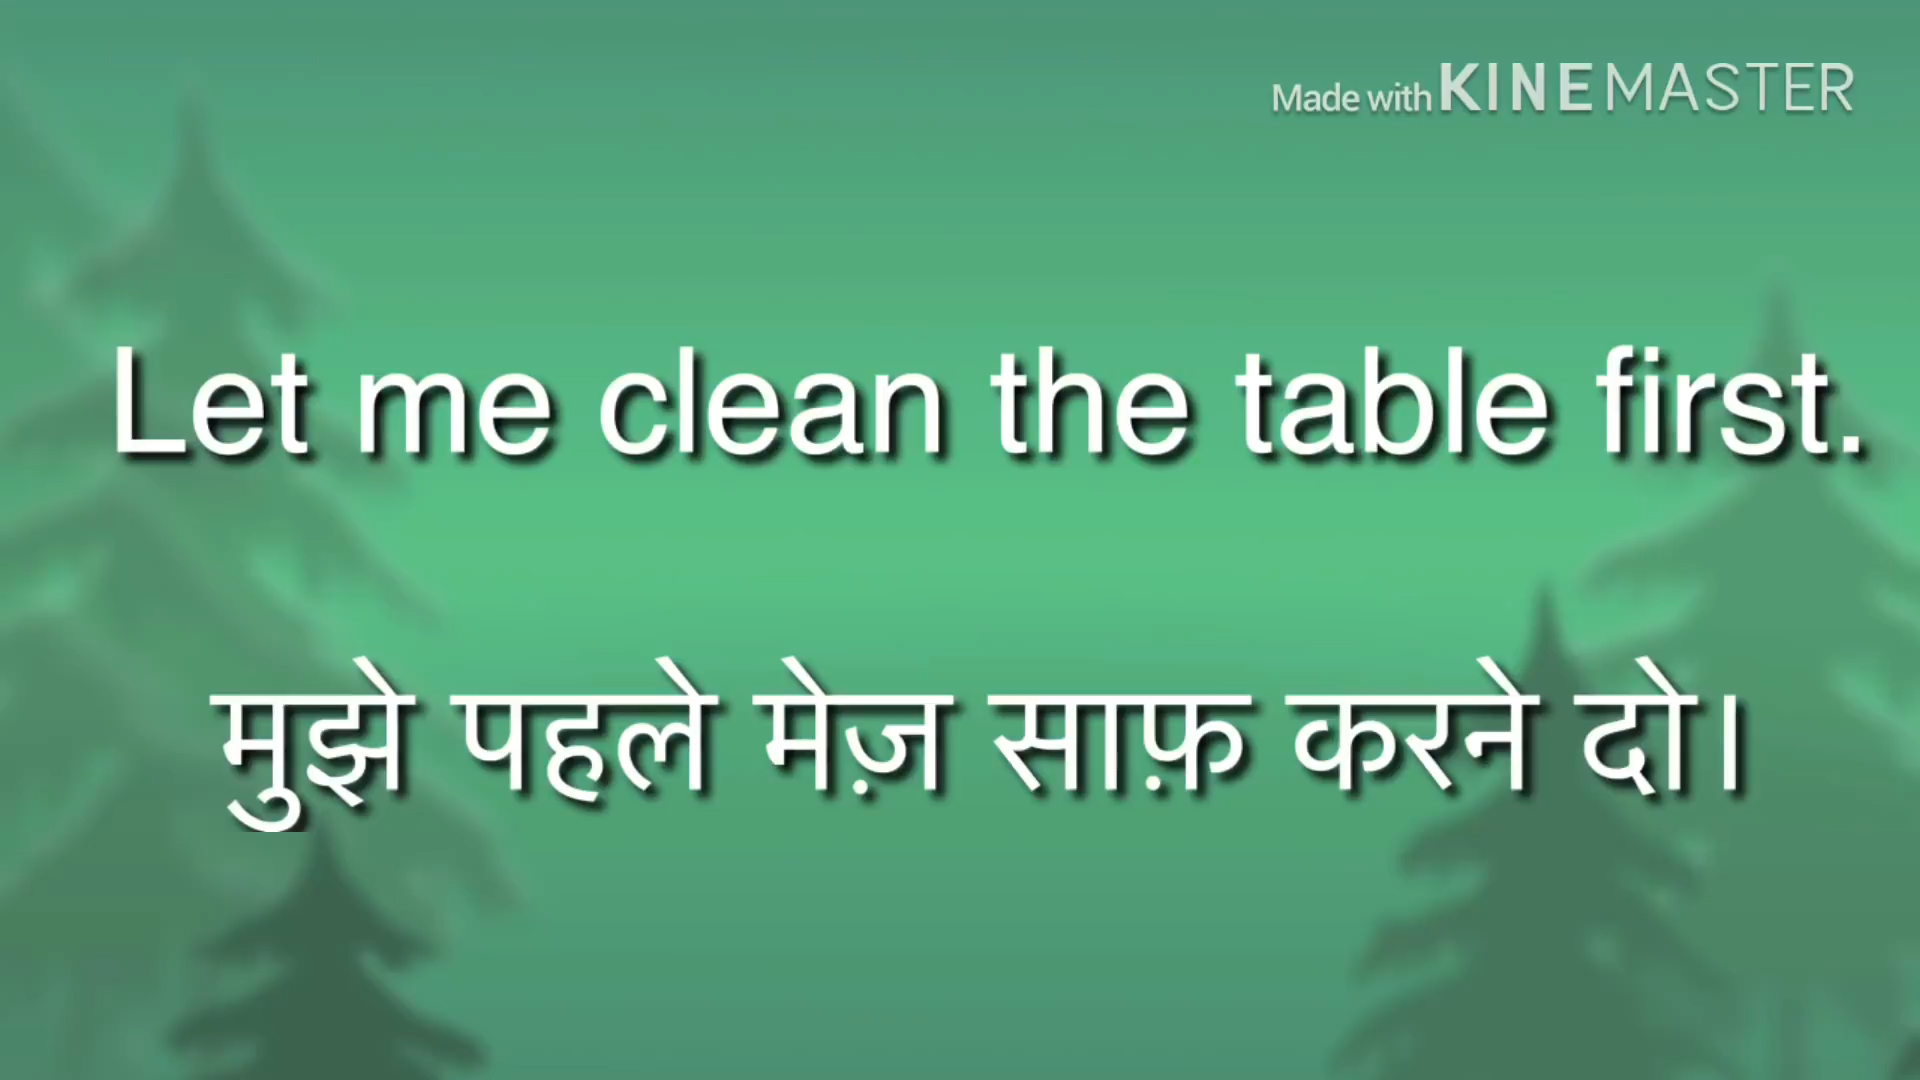 Made with KINEMASTER
Let me clean the table first.
मुझे पहले मेज़ साफ़ करने दो।